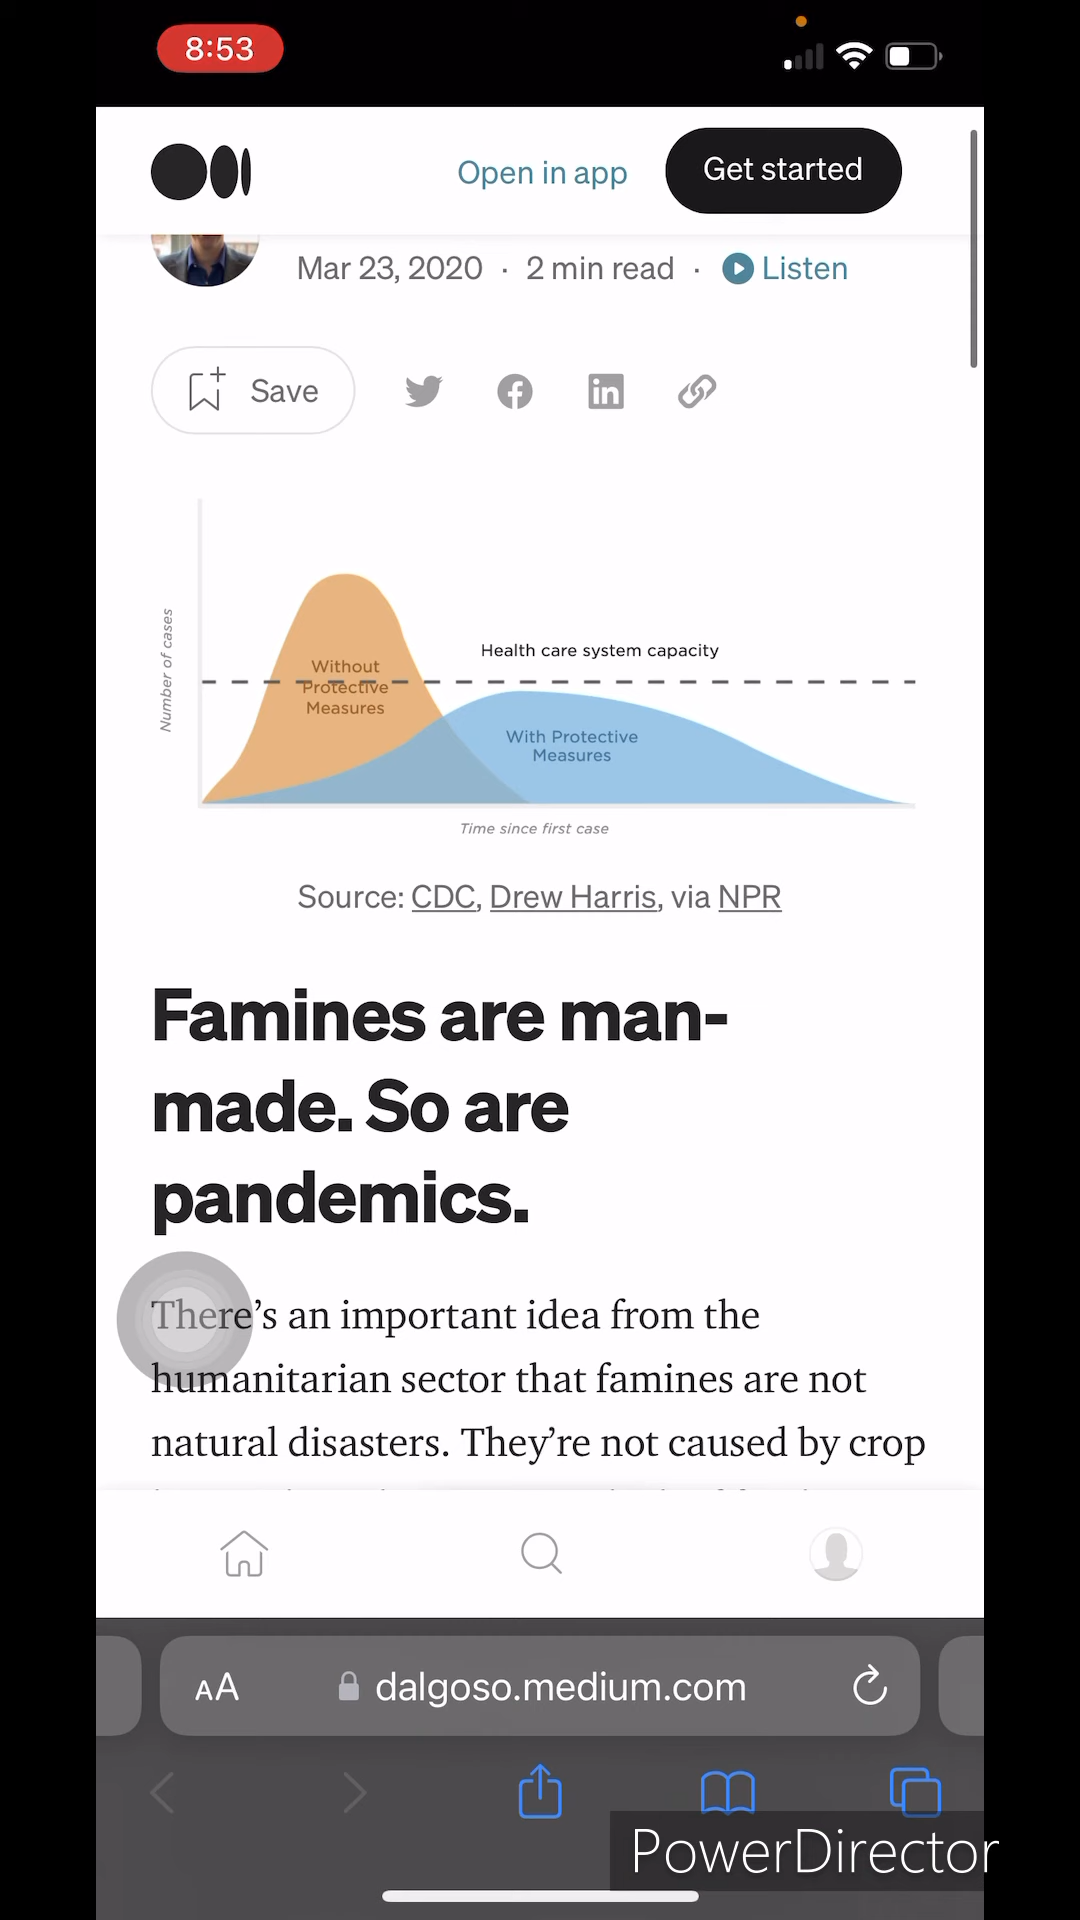 8:53
Open in app
Get started
Mar 23, 2020 · 2 min read · Listen
Save
Number of cases
Health care system capacity
Without
Protective
Measures
With Protective
Measures
Time since first case
Source: CDC, Drew Harris, via NPR
Famines are man-
made. So are
pandemics.
There’s an important idea from the
humanitarian sector that famines are not
natural disasters. They’re not caused by crop
AA
dalgoso.medium.com
PowerDirector